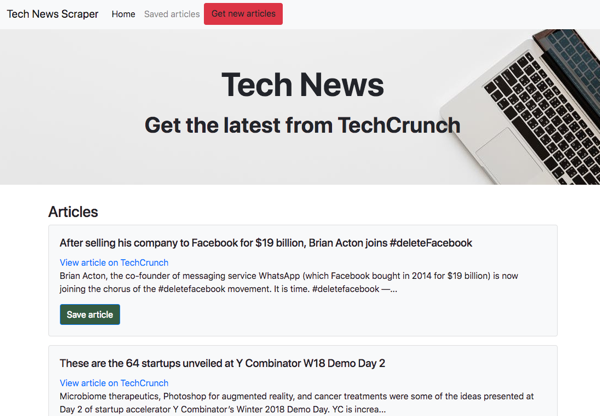 Tech News Scraper Home Saved articles Get new articles
Tech News
Get the latest from TechCrunch
Articles
After selling his company to Facebook for $19 billion, Brian Acton joins #deleteFacebook
View article on TechCrunch
Brian Acton, the co-founder of messaging service WhatsApp (which Facebook bought in 2014 for $19 billion) is now
joining the chorus of the #deletefacebook movement. It is time. #deletefacebook —...
Save article
These are the 64 startups unveiled at Y Combinator W18 Demo Day 2
View article on TechCrunch
Microbiome therapeutics, Photoshop for augmented reality, and cancer treatments were some of the ideas presented at
Day 2 of startup accelerator Y Combinator's Winter 2018 Demo Day. YC is increa...